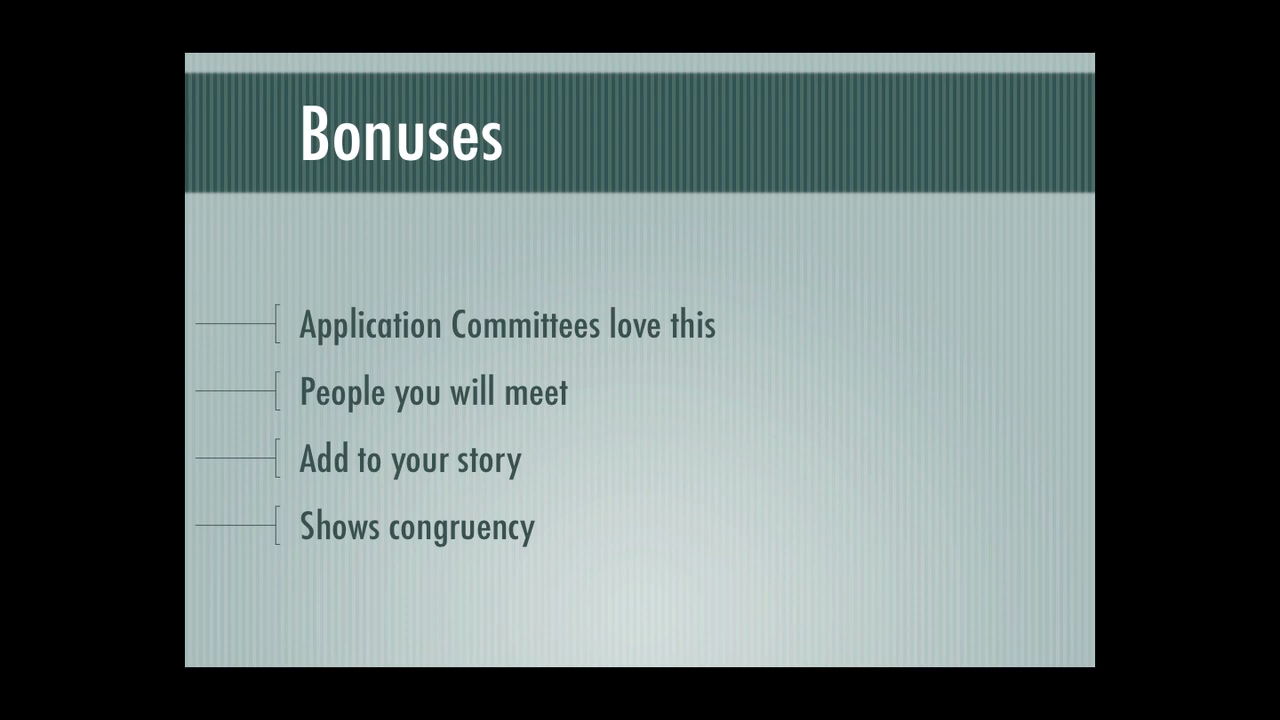 Bonuses
Application Committees love this
People you will meet
Add to your story
Shows congruency